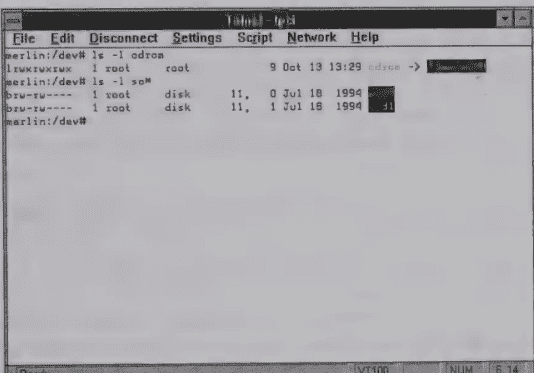 File Edit Disconnect Settings Script Network Help
merlin:/dev# ls -l cdrom
lrwxrwxrwx 1 root root 9 Oct 13 13:29 cdrom ->
merlin:/dev# ls -l sc*
brw-rw---- 1 root disk 11, 0 Jul 18 1994
brw-rw---- 1 root disk 11, 1 Jul 18 1994
merlin:/dev#
VT100 NUM 6, 14